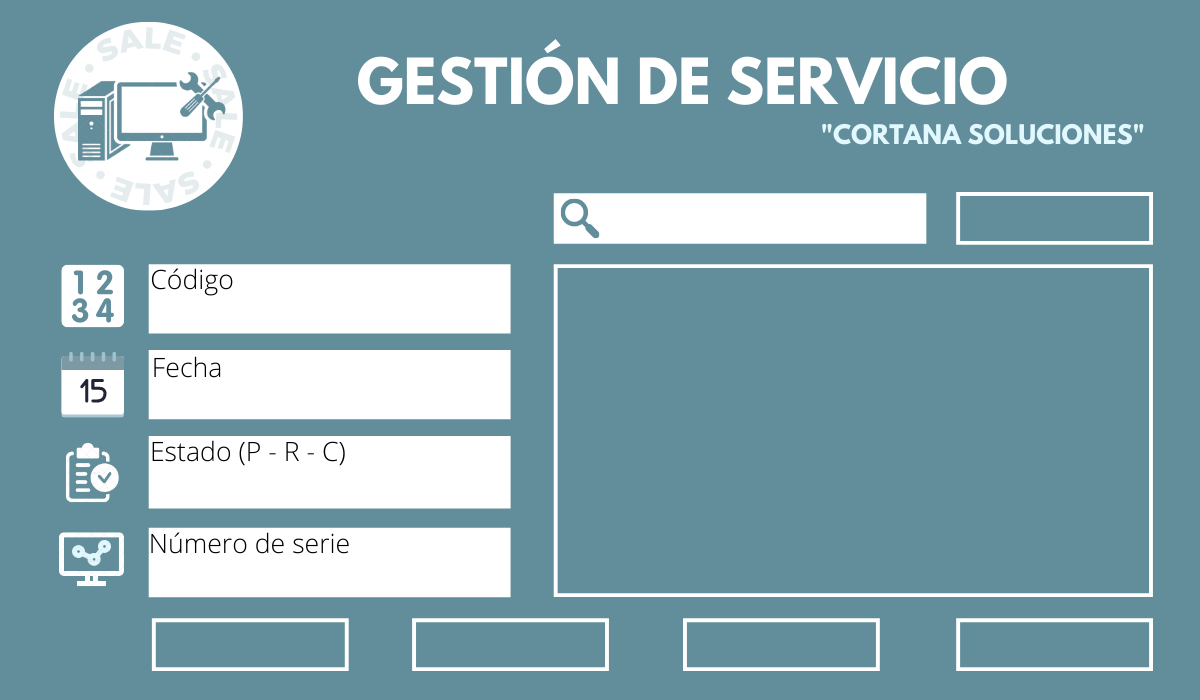 SALE • SALE • SALE • SALE •
GESTIÓN DE SERVICIO
"CORTANA SOLUCIONES"
1 2
3 4
Código
15
Fecha
Estado (P - R - C)
Número de serie